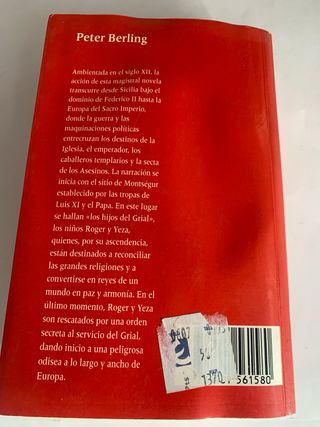 Peter Berling
Ambientada en el siglo XII, la
acción de esta magistral novela
transcurre desde Sicilia bajo el
dominio de Federico II hasta la
Europa del Sacro Imperio,
donde la guerra y las
maquinaciones políticas
entrecruzan los destinos de la
Iglesia, el emperador, los
caballeros templarios y la secta
de los Asesinos. La narración se
inicia con el sitio de Montségur
establecido por las tropas de
Luis XI y el Papa. En este lugar
se hallan «los hijos del Grial»,
los niños Roger y Yeza,
quienes, por su ascendencia,
están destinados a reconciliar
las grandes religiones y a
convertirse en reyes de un
mundo en paz y armonía. En el
último momento, Roger y Yeza
son rescatados por una orden
secreta al servicio del Grial,
dando inicio a una peligrosa
odisea a lo largo y ancho de
Europa.
561580